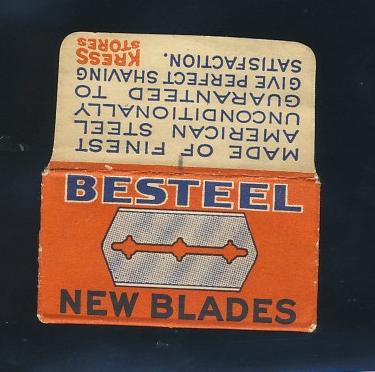 MADE OF FINEST
AMERICAN STEEL
UNCONDITIONALLY
GUARANTEED TO
GIVE PERFECT SHAVING
SATISFACTION.
KRESS
STORES
BESTEEL
NEW BLADES